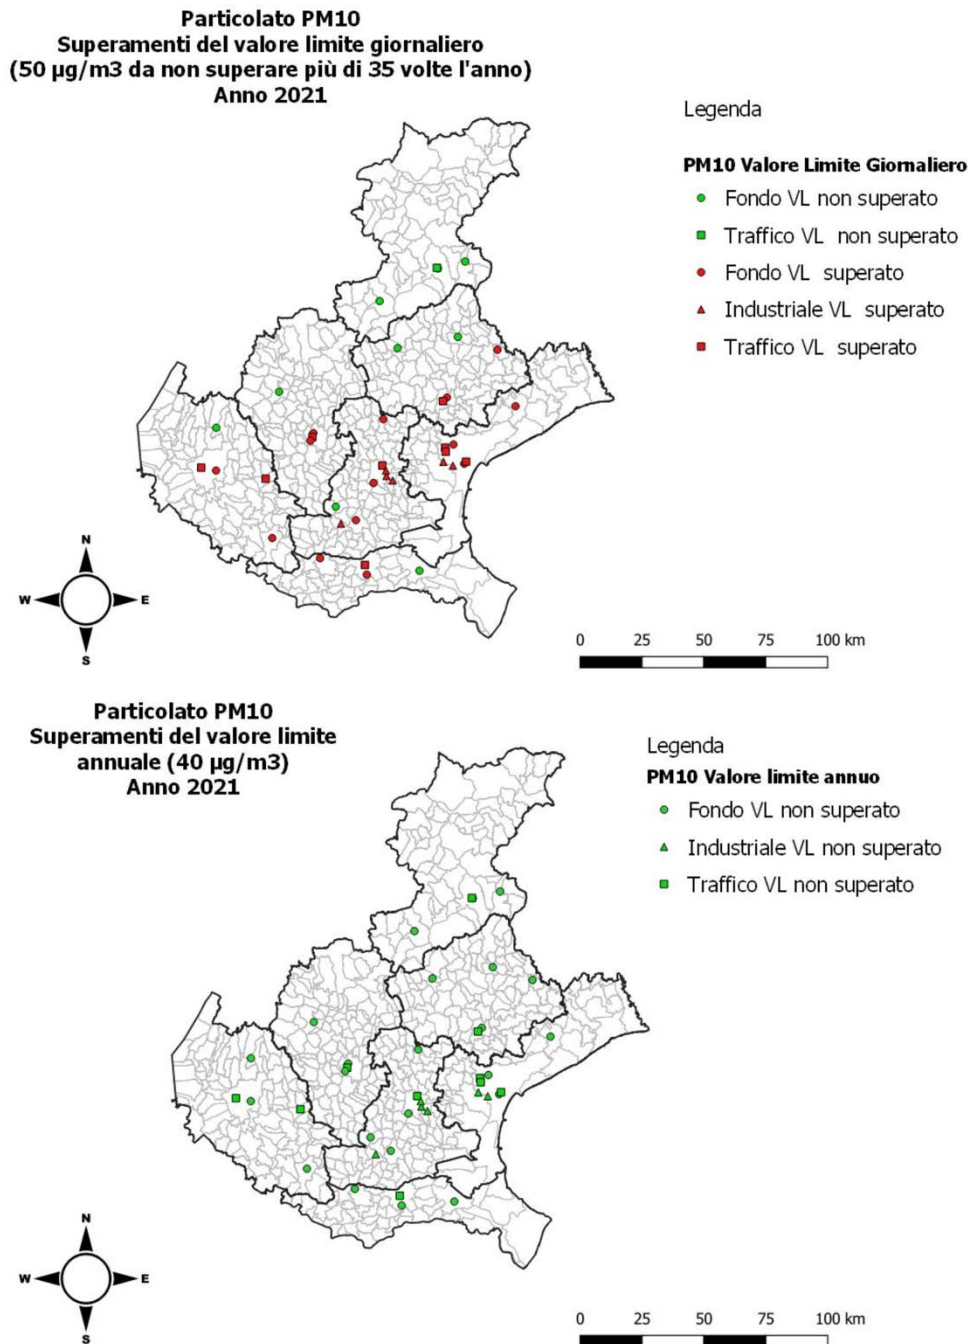 Particolato PM10
Superamenti del valore limite giornaliero
(50 µg/m3 da non superare più di 35 volte l'anno)
Anno 2021
Legenda
PM10 Valore Limite Giornaliero
Fondo VL non superato
Traffico VL non superato
Fondo VL superato
Industriale VL superato
Traffico VL superato
N
W E
S
0 25 50 75 100 km
Particolato PM10
Superamenti del valore limite
annuale (40 µg/m3)
Anno 2021
Legenda
PM10 Valore limite annuo
Fondo VL non superato
Industriale VL non superato
Traffico VL non superato
N
W E
S
0 25 50 75 100 km